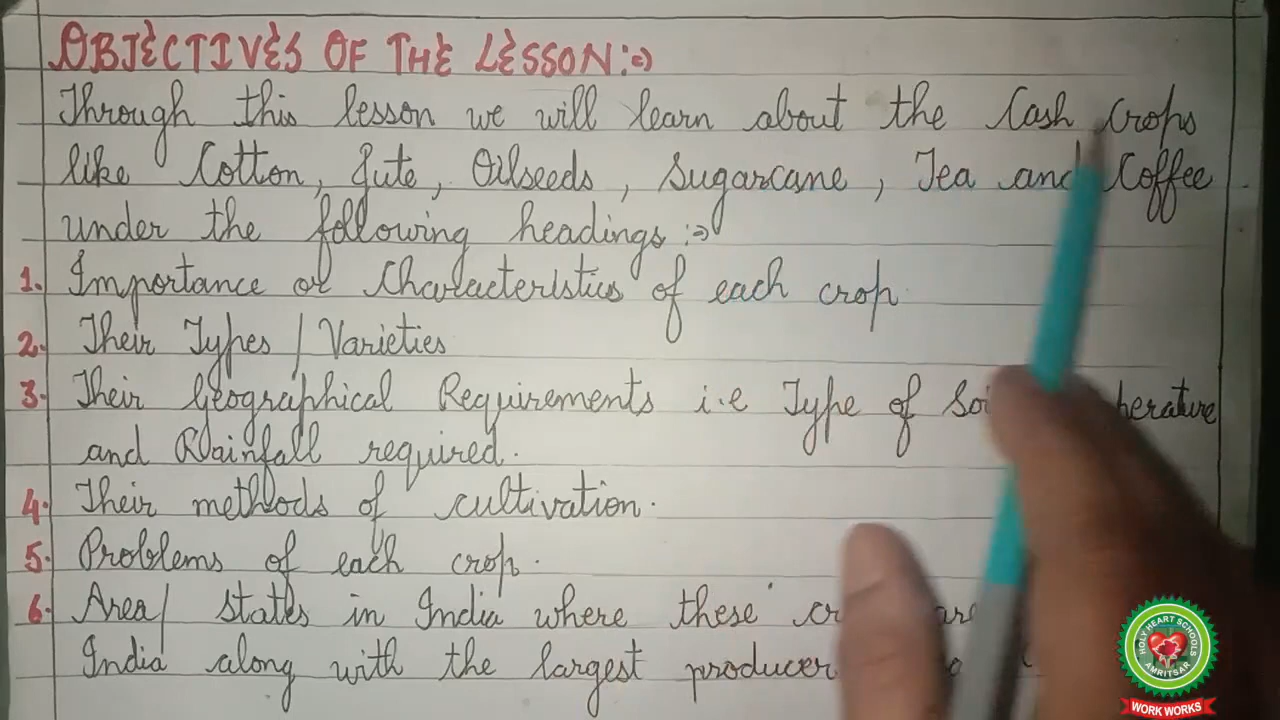 OBJECTIVES OF THE LESSON:⇒
Through this lesson we will learn about the Cash Crops
like Cotton, Jute, Oilseeds, Sugarcane, Tea and Coffee
under the following headings:⇒
1. Importance or Characteristics of each crop
2. Their Types / Varieties
3. Their Geographical Requirements i.e Type of
and Rainfall required.
4. Their methods of cultivation.
5. Problems of each crop.
6. Area/ states in India where these
India along with the largest producer
HOLY HEART SCHOOLS
AMRITSAR
WORK WORKS